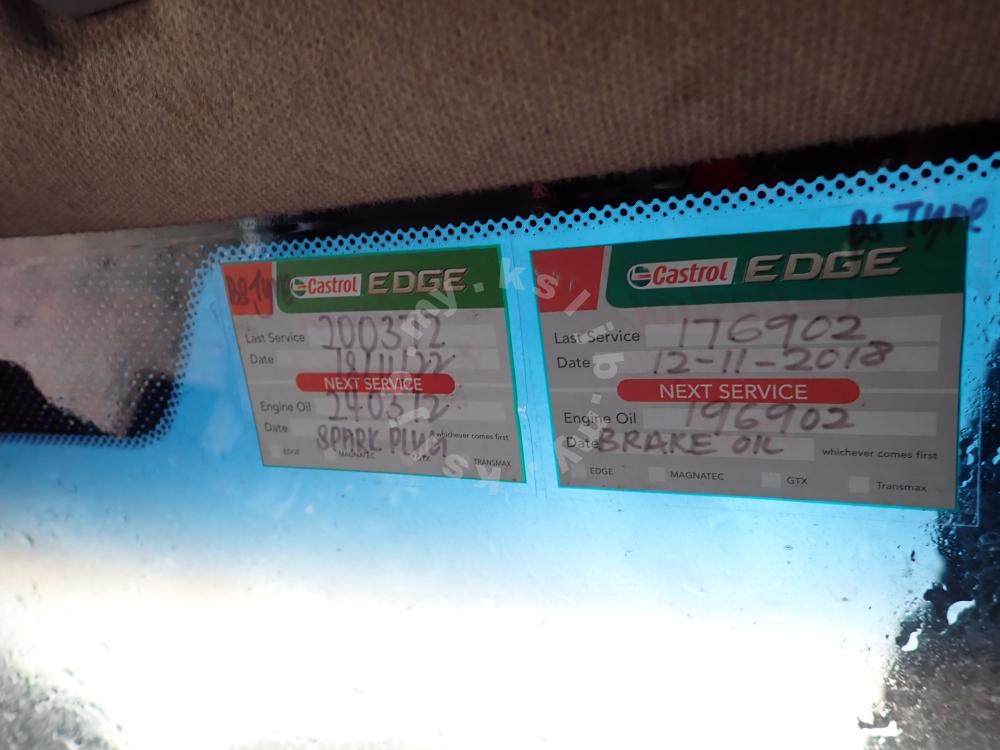 Castrol EDGE
Last Service 200372
Date 18/11/22
NEXT SERVICE
Engine Oil 240372
Date SPARK PLUG
whichever comes first
EDGE MAGNATEC GTX TRANSMAX
Bs Type
Castrol EDGE
Last Service 176902
Date 12-11-2018
NEXT SERVICE
Engine Oil 196902
Date BRAKE OIL
whichever comes first
EDGE MAGNATEC GTX Transmax